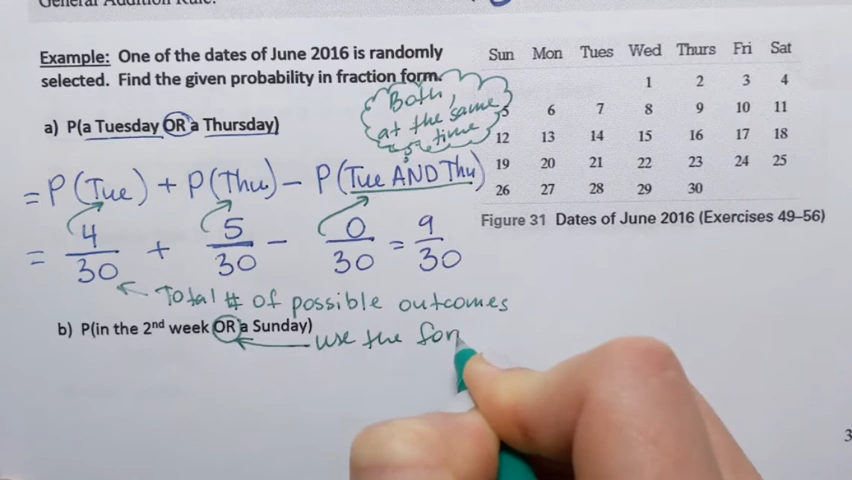 General Addition Rule:
Example: One of the dates of June 2016 is randomly
selected. Find the given probability in fraction form.
Both,
at the same
time
a) P(a Tuesday OR a Thursday)
= P(Tue) + P(Thu) − P(Tue AND Thu)
= 4/30 + 5/30 − 0/30 = 9/30
Total # of possible outcomes
b) P(in the 2nd week OR a Sunday)
use the for
Sun Mon Tues Wed Thurs Fri Sat
1 2 3 4
5 6 7 8 9 10 11
12 13 14 15 16 17 18
19 20 21 22 23 24 25
26 27 28 29 30
Figure 31 Dates of June 2016 (Exercises 49–56)
3